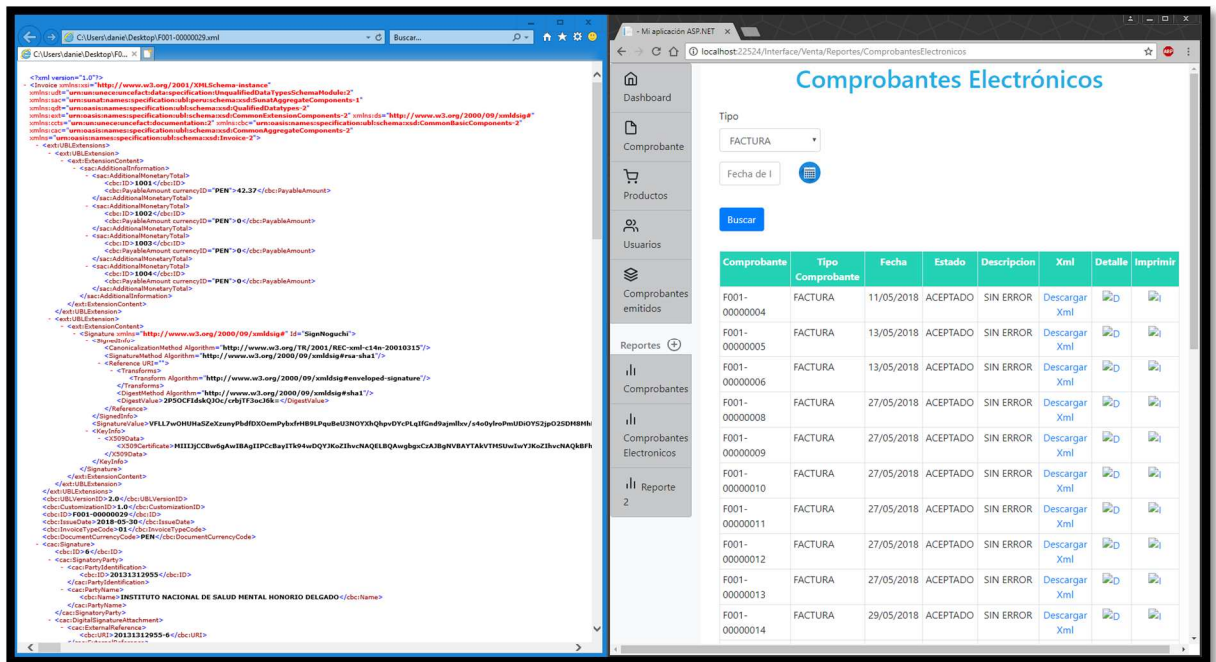 C:\Users\danie\Desktop\F001-00000029.xml
Buscar...
C:\Users\danie\Desktop\F0...
<?xml version="1.0"?>
- <Invoice xmlns:xsi="http://www.w3.org/2001/XMLSchema-instance"
xmlns:udt="urn:un:unece:uncefact:data:specification:UnqualifiedDataTypesSchemaModule:2"
xmlns:sac="urn:sunat:names:specification:ubl:peru:schema:xsd:SunatAggregateComponents-1"
xmlns:qdt="urn:oasis:names:specification:ubl:schema:xsd:QualifiedDatatypes-2"
xmlns:ext="urn:oasis:names:specification:ubl:schema:xsd:CommonExtensionComponents-2" xmlns:ds="http://www.w3.org/2000/09/xmldsig#"
xmlns:ccts="urn:un:unece:uncefact:documentation:2" xmlns:cbc="urn:oasis:names:specification:ubl:schema:xsd:CommonBasicComponents-2"
xmlns:cac="urn:oasis:names:specification:ubl:schema:xsd:CommonAggregateComponents-2"
xmlns="urn:oasis:names:specification:ubl:schema:xsd:Invoice-2">
- <ext:UBLExtensions>
- <ext:UBLExtension>
- <ext:ExtensionContent>
- <sac:AdditionalInformation>
- <sac:AdditionalMonetaryTotal>
<cbc:ID>1001</cbc:ID>
<cbc:PayableAmount currencyID="PEN">42.37</cbc:PayableAmount>
</sac:AdditionalMonetaryTotal>
- <sac:AdditionalMonetaryTotal>
<cbc:ID>1002</cbc:ID>
<cbc:PayableAmount currencyID="PEN">0</cbc:PayableAmount>
</sac:AdditionalMonetaryTotal>
- <sac:AdditionalMonetaryTotal>
<cbc:ID>1003</cbc:ID>
<cbc:PayableAmount currencyID="PEN">0</cbc:PayableAmount>
</sac:AdditionalMonetaryTotal>
- <sac:AdditionalMonetaryTotal>
<cbc:ID>1004</cbc:ID>
<cbc:PayableAmount currencyID="PEN">0</cbc:PayableAmount>
</sac:AdditionalMonetaryTotal>
</sac:AdditionalInformation>
</ext:ExtensionContent>
</ext:UBLExtension>
- <ext:UBLExtension>
- <ext:ExtensionContent>
- <Signature xmlns="http://www.w3.org/2000/09/xmldsig#" Id="SignNoguchi">
- <SignedInfo>
<CanonicalizationMethod Algorithm="http://www.w3.org/TR/2001/REC-xml-c14n-20010315"/>
<SignatureMethod Algorithm="http://www.w3.org/2000/09/xmldsig#rsa-sha1"/>
- <Reference URI="">
- <Transforms>
<Transform Algorithm="http://www.w3.org/2000/09/xmldsig#enveloped-signature"/>
</Transforms>
<DigestMethod Algorithm="http://www.w3.org/2000/09/xmldsig#sha1"/>
<DigestValue></DigestValue>
</Reference>
</SignedInfo>
<SignatureValue>
- <KeyInfo>
- <X509Data>
<X509Certificate>
</X509Data>
</KeyInfo>
</Signature>
</ext:ExtensionContent>
</ext:UBLExtension>
</ext:UBLExtensions>
<cbc:UBLVersionID>2.0</cbc:UBLVersionID>
<cbc:CustomizationID>1.0</cbc:CustomizationID>
<cbc:ID>F001-00000029</cbc:ID>
<cbc:IssueDate>2018-05-30</cbc:IssueDate>
<cbc:InvoiceTypeCode>01</cbc:InvoiceTypeCode>
<cbc:DocumentCurrencyCode>PEN</cbc:DocumentCurrencyCode>
- <cac:Signature>
<cbc:ID>6</cbc:ID>
- <cac:SignatoryParty>
- <cac:PartyIdentification>
<cbc:ID>20131312955</cbc:ID>
</cac:PartyIdentification>
- <cac:PartyName>
<cbc:Name>INSTITUTO NACIONAL DE SALUD MENTAL HONORIO DELGADO</cbc:Name>
</cac:PartyName>
</cac:SignatoryParty>
- <cac:DigitalSignatureAttachment>
- <cac:ExternalReference>
<cbc:URI>20131312955-6</cbc:URI>
- Mi aplicación ASP.NET
localhost:22524/Interface/Venta/Reportes/ComprobantesElectronicos
ABP
Dashboard
Comprobante
Productos
Usuarios
Comprobantes
emitidos
Reportes
Comprobantes
Comprobantes
Electronicos
Reporte
2
Comprobantes Electrónicos
Tipo
FACTURA
Fecha de I
Buscar
Comprobante Tipo Comprobante Fecha Estado Descripcion Xml Detalle Imprimir
F001-00000004 FACTURA 11/05/2018 ACEPTADO SIN ERROR Descargar Xml D I
F001-00000005 FACTURA 13/05/2018 ACEPTADO SIN ERROR Descargar Xml D I
F001-00000006 FACTURA 13/05/2018 ACEPTADO SIN ERROR Descargar Xml D I
F001-00000008 FACTURA 27/05/2018 ACEPTADO SIN ERROR Descargar Xml D I
F001-00000009 FACTURA 27/05/2018 ACEPTADO SIN ERROR Descargar Xml D I
F001-00000010 FACTURA 27/05/2018 ACEPTADO SIN ERROR Descargar Xml D I
F001-00000011 FACTURA 27/05/2018 ACEPTADO SIN ERROR Descargar Xml D I
F001-00000012 FACTURA 27/05/2018 ACEPTADO SIN ERROR Descargar Xml D I
F001-00000013 FACTURA 27/05/2018 ACEPTADO SIN ERROR Descargar Xml D I
F001-00000014 FACTURA 29/05/2018 ACEPTADO SIN ERROR Descargar Xml D I